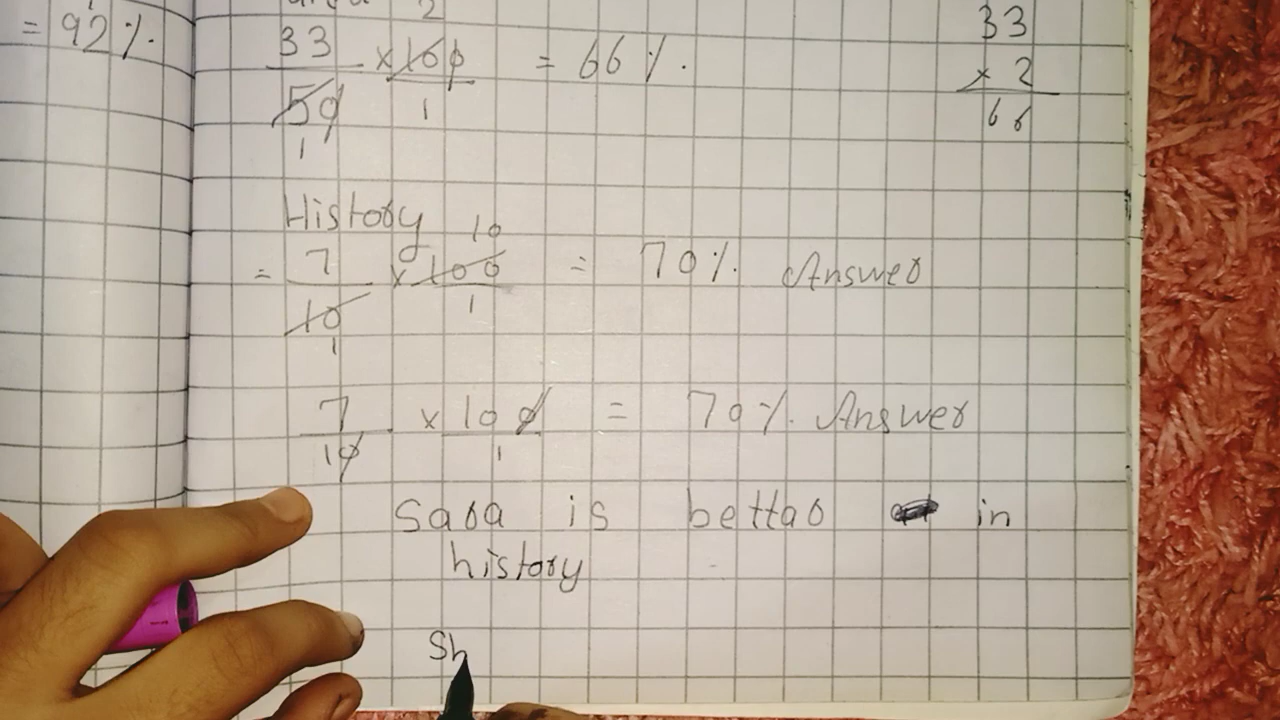 = 92%.
2
33/50 × 100/1 = 66%.
1
33
× 2
66
History
10
= 7/10 × 100/1 = 70%. Answer
1
7/10 × 100/1 = 70%. Answer
Sara is bettar in
history
Sh